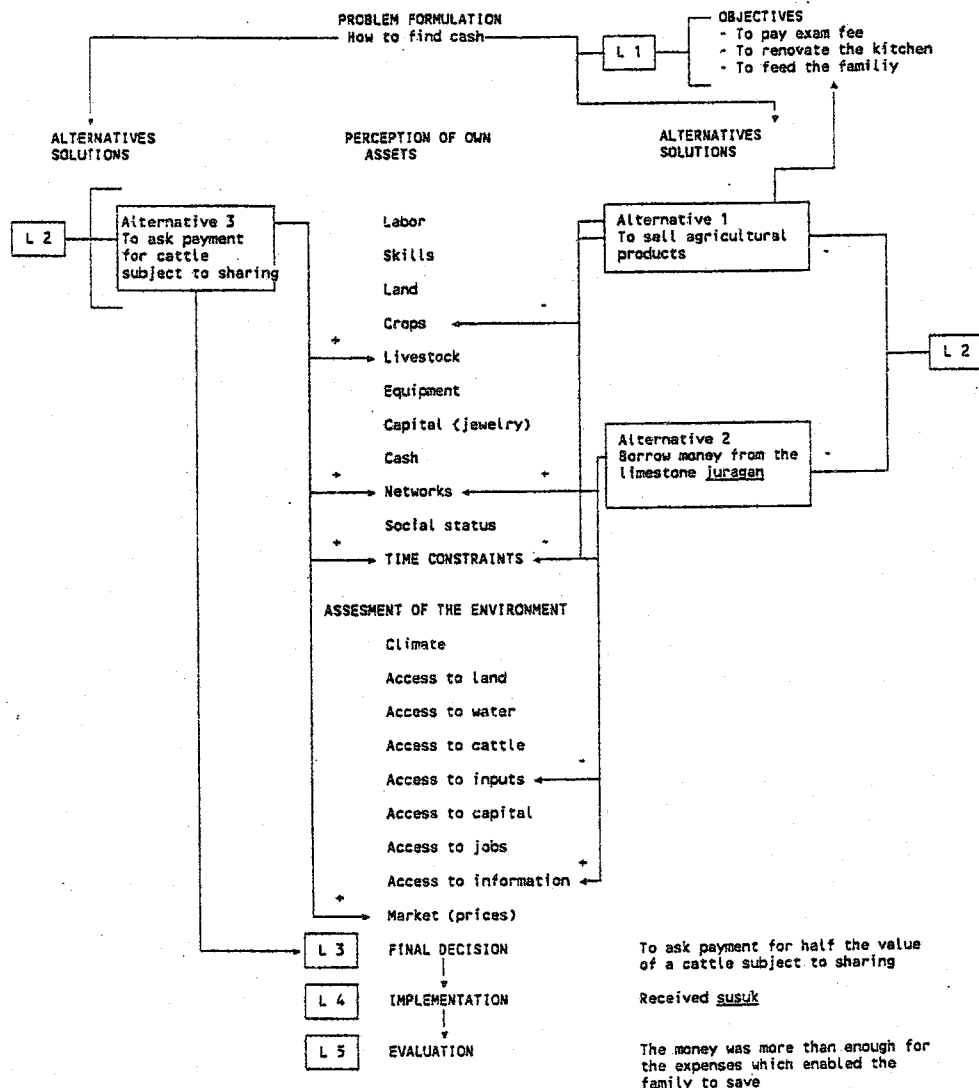 PROBLEM FORMULATION
How to find cash
L 1
OBJECTIVES
- To pay exam fee
- To renovate the kitchen
- To feed the familiy
ALTERNATIVES
SOLUTIONS
PERCEPTION OF OWN
ASSETS
ALTERNATIVES
SOLUTIONS
L 2
Alternative 3
To ask payment
for cattle
subject to sharing
Labor
Skills
Land
Crops
Livestock
Equipment
Capital (jewelry)
Cash
Networks
Social status
TIME CONSTRAINTS
+
+
+
+
-
+
-
-
+
Alternative 1
To sell agricultural
products
-
L 2
Alternative 2
Borrow money from the
limestone juragan
-
ASSESMENT OF THE ENVIRONMENT
Climate
Access to land
Access to water
Access to cattle
Access to inputs
Access to capital
Access to jobs
Access to information
Market (prices)
L 3
FINAL DECISION
To ask payment for half the value
of a cattle subject to sharing
L 4
IMPLEMENTATION
Received susuk
L 5
EVALUATION
The money was more than enough for
the expenses which enabled the
family to save